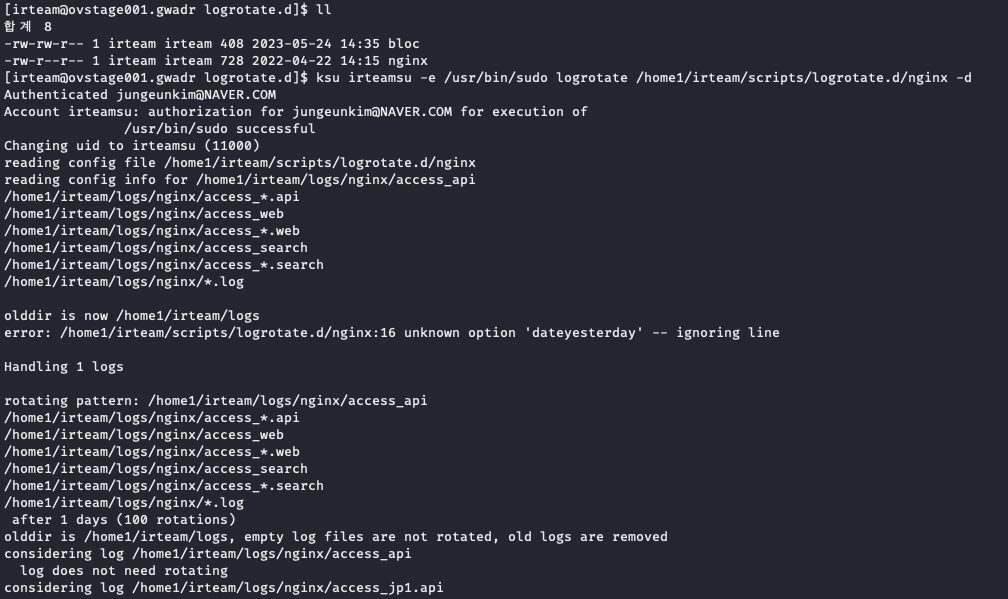 [irteam@ovstage001.gwadr logrotate.d]$ ll
합계 8
-rw-rw-r-- 1 irteam irteam 408 2023-05-24 14:35 bloc
-rw-r--r-- 1 irteam irteam 728 2022-04-22 14:15 nginx
[irteam@ovstage001.gwadr logrotate.d]$ ksu irteamsu -e /usr/bin/sudo logrotate /home1/irteam/scripts/logrotate.d/nginx -d
Authenticated jungeunkim@NAVER.COM
Account irteamsu: authorization for jungeunkim@NAVER.COM for execution of
/usr/bin/sudo successful
Changing uid to irteamsu (11000)
reading config file /home1/irteam/scripts/logrotate.d/nginx
reading config info for /home1/irteam/logs/nginx/access_api
/home1/irteam/logs/nginx/access_*.api
/home1/irteam/logs/nginx/access_web
/home1/irteam/logs/nginx/access_*.web
/home1/irteam/logs/nginx/access_search
/home1/irteam/logs/nginx/access_*.search
/home1/irteam/logs/nginx/*.log
olddir is now /home1/irteam/logs
error: /home1/irteam/scripts/logrotate.d/nginx:16 unknown option 'dateyesterday' -- ignoring line
Handling 1 logs
rotating pattern: /home1/irteam/logs/nginx/access_api
/home1/irteam/logs/nginx/access_*.api
/home1/irteam/logs/nginx/access_web
/home1/irteam/logs/nginx/access_*.web
/home1/irteam/logs/nginx/access_search
/home1/irteam/logs/nginx/access_*.search
/home1/irteam/logs/nginx/*.log
after 1 days (100 rotations)
olddir is /home1/irteam/logs, empty log files are not rotated, old logs are removed
considering log /home1/irteam/logs/nginx/access_api
log does not need rotating
considering log /home1/irteam/logs/nginx/access_jp1.api